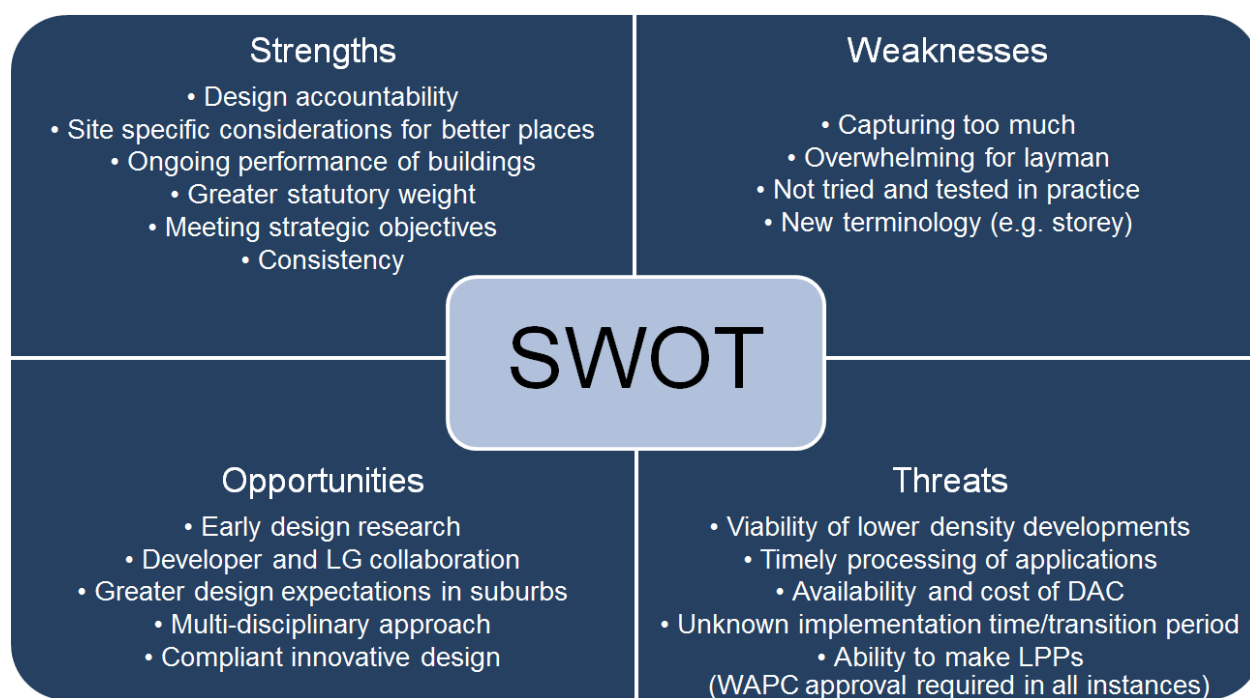 Strengths
• Design accountability
• Site specific considerations for better places
• Ongoing performance of buildings
• Greater statutory weight
• Meeting strategic objectives
• Consistency
Weaknesses
• Capturing too much
• Overwhelming for layman
• Not tried and tested in practice
• New terminology (e.g. storey)
SWOT
Opportunities
• Early design research
• Developer and LG collaboration
• Greater design expectations in suburbs
• Multi-disciplinary approach
• Compliant innovative design
Threats
• Viability of lower density developments
• Timely processing of applications
• Availability and cost of DAC
• Unknown implementation time/transition period
• Ability to make LPPs
(WAPC approval required in all instances)